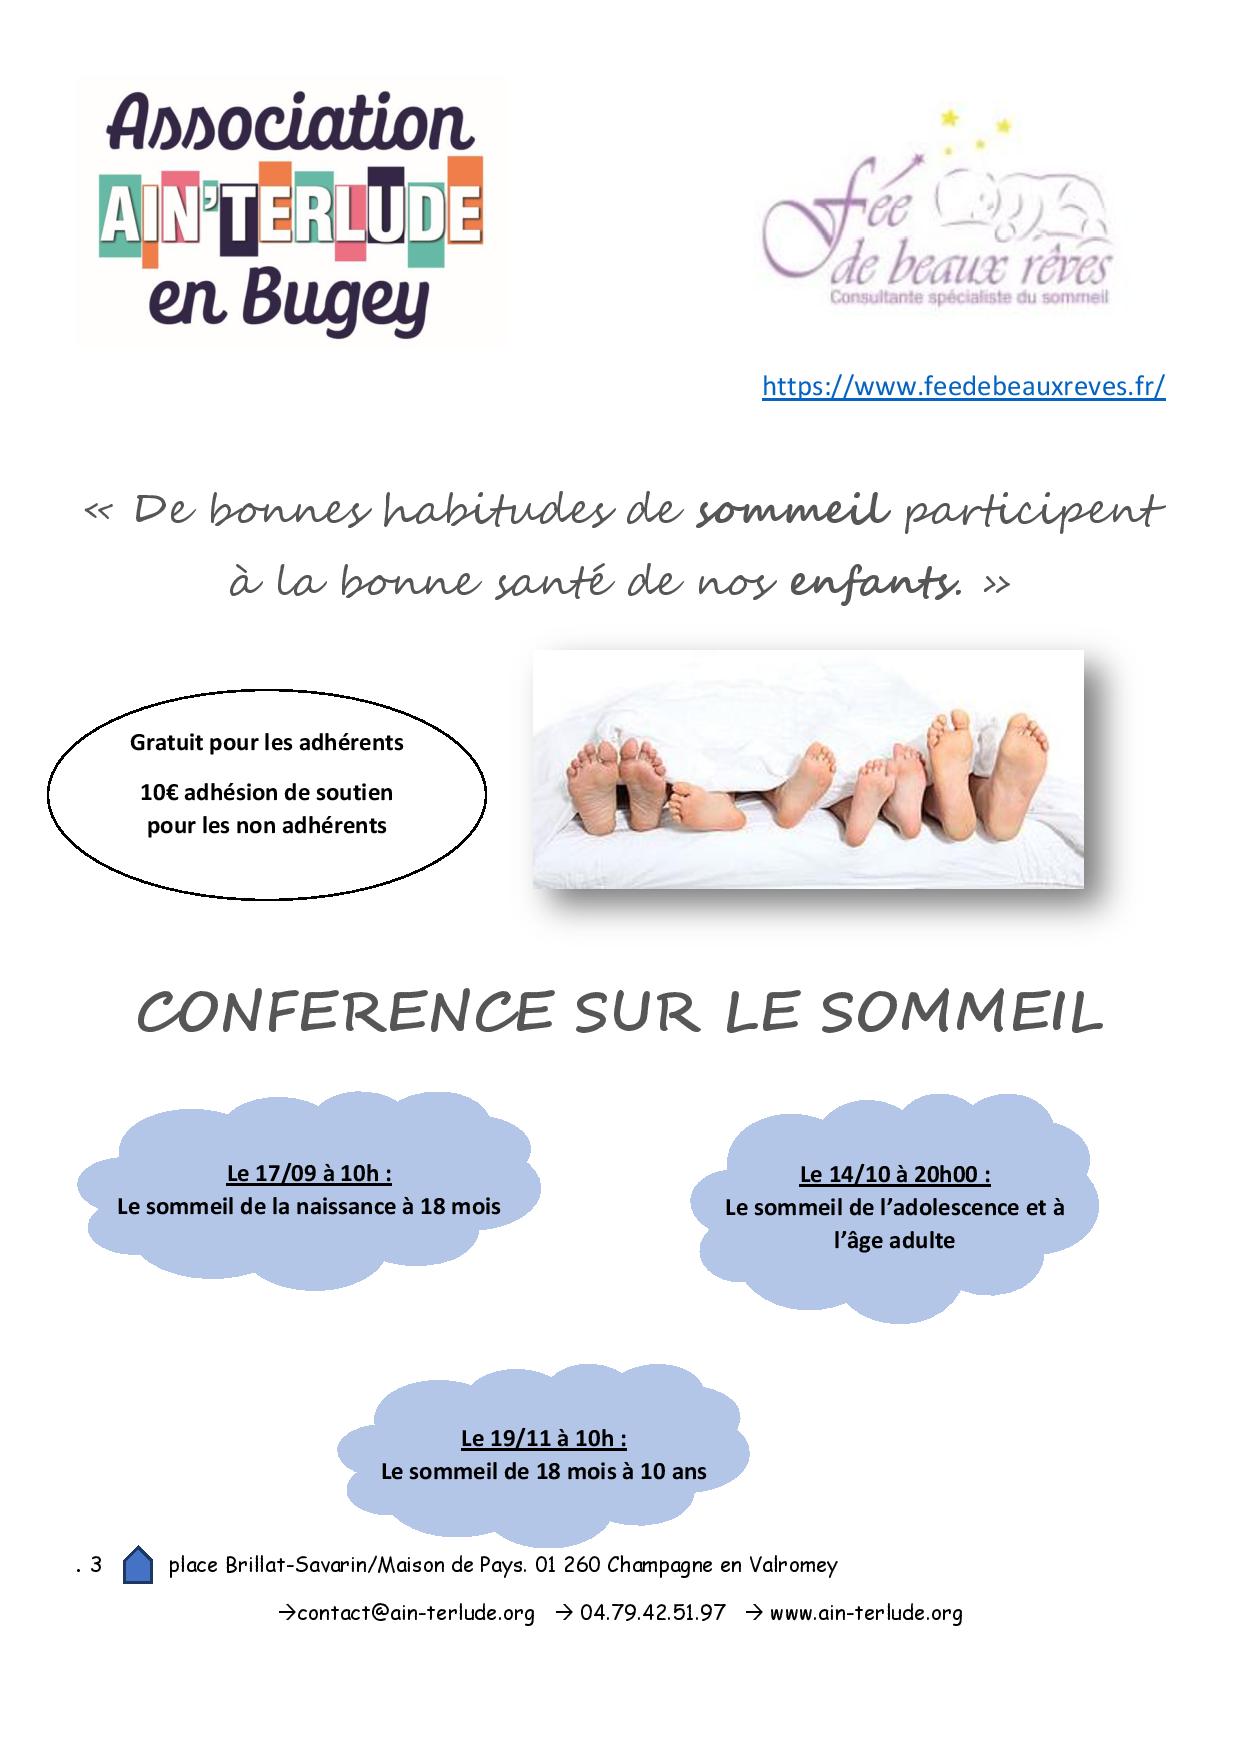 Association
AIN'TERLUDE
en Bugey
Fée
de beaux rêves
Consultante spécialiste du sommeil
https://www.feedebeauxreves.fr/
« De bonnes habitudes de sommeil participent
à la bonne santé de nos enfants. »
Gratuit pour les adhérents
10€ adhésion de soutien
pour les non adhérents
CONFERENCE SUR LE SOMMEIL
Le 17/09 à 10h :
Le sommeil de la naissance à 18 mois
Le 14/10 à 20h00 :
Le sommeil de l’adolescence et à
l’âge adulte
Le 19/11 à 10h :
Le sommeil de 18 mois à 10 ans
. 3 place Brillat-Savarin/Maison de Pays. 01 260 Champagne en Valromey
→contact@ain-terlude.org → 04.79.42.51.97 → www.ain-terlude.org